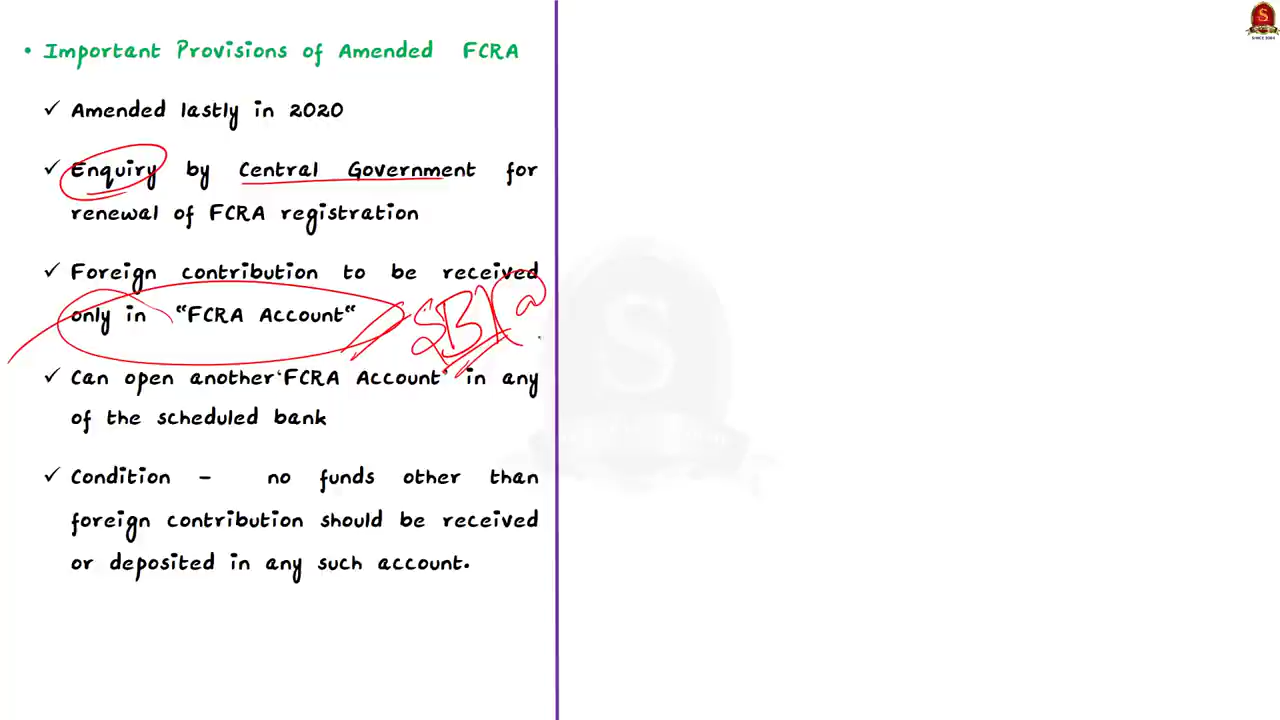 • Important Provisions of Amended FCRA
✓ Amended lastly in 2020
✓ Enquiry by Central Government for
renewal of FCRA registration
✓ Foreign contribution to be received
only in "FCRA Account"
SBI
✓ Can open another 'FCRA Account' in any
of the scheduled bank
✓ Condition – no funds other than
foreign contribution should be received
or deposited in any such account.
S
SINCE 2004